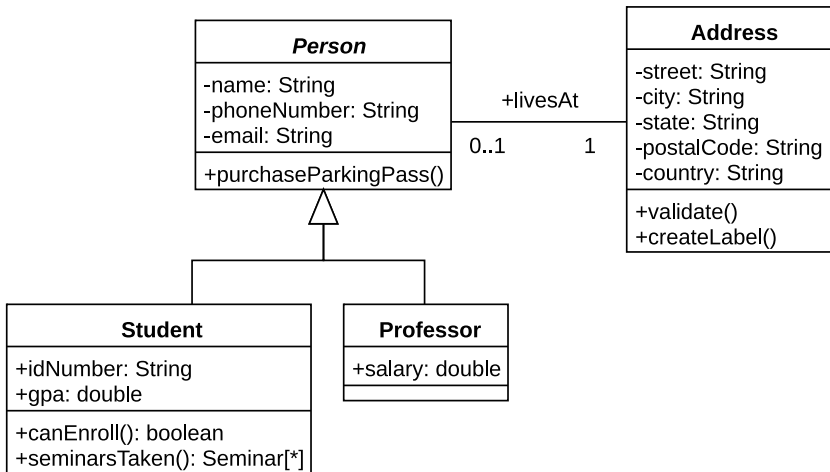 Person
-name: String
-phoneNumber: String
-email: String
+purchaseParkingPass()
+livesAt
0..1
1
Address
-street: String
-city: String
-state: String
-postalCode: String
-country: String
+validate()
+createLabel()
Student
+idNumber: String
+gpa: double
+canEnroll(): boolean
+seminarsTaken(): Seminar[*]
Professor
+salary: double